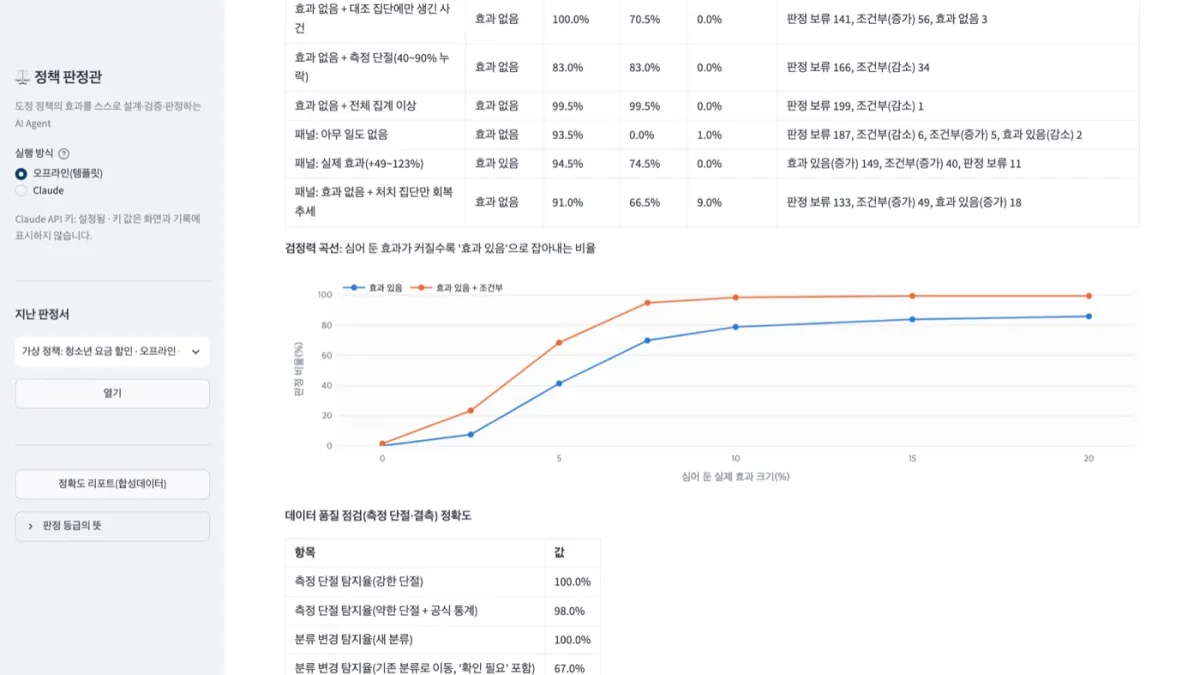 정책 판정관
도정 정책의 효과를 스스로 설계·검증·판정하는
AI Agent
실행 방식 ?
오프라인(템플릿)
Claude
Claude API 키: 설정됨 · 키 값은 화면과 기록에
표시하지 않습니다.
지난 판정서
가상 정책: 청소년 요금 할인 · 오프라인 ·
열기
정확도 리포트(합성데이터)
판정 등급의 뜻
효과 없음 + 대조 집단에만 생긴 사
건
효과 없음 100.0% 70.5% 0.0% 판정 보류 141, 조건부(증가) 56, 효과 없음 3
효과 없음 + 측정 단절(40~90% 누
락)
효과 없음 83.0% 83.0% 0.0% 판정 보류 166, 조건부(감소) 34
효과 없음 + 전체 집계 이상 효과 없음 99.5% 99.5% 0.0% 판정 보류 199, 조건부(감소) 1
패널: 아무 일도 없음 효과 없음 93.5% 0.0% 1.0% 판정 보류 187, 조건부(감소) 6, 조건부(증가) 5, 효과 있음(감소) 2
패널: 실제 효과(+49~123%) 효과 있음 94.5% 74.5% 0.0% 효과 있음(증가) 149, 조건부(증가) 40, 판정 보류 11
패널: 효과 없음 + 처치 집단만 회복
추세
효과 없음 91.0% 66.5% 9.0% 판정 보류 133, 조건부(증가) 49, 효과 있음(증가) 18
검정력 곡선: 심어 둔 효과가 커질수록 '효과 있음'으로 잡아내는 비율
효과 있음 효과 있음 + 조건부
판정 비율(%)
100
80
60
40
20
0
0 5 10 15 20
심어 둔 실제 효과 크기(%)
데이터 품질 점검(측정 단절·결측) 정확도
항목 값
측정 단절 탐지율(강한 단절) 100.0%
측정 단절 탐지율(약한 단절 + 공식 통계) 98.0%
분류 변경 탐지율(새 분류) 100.0%
분류 변경 탐지율(기존 분류로 이동, '확인 필요' 포함) 67.0%